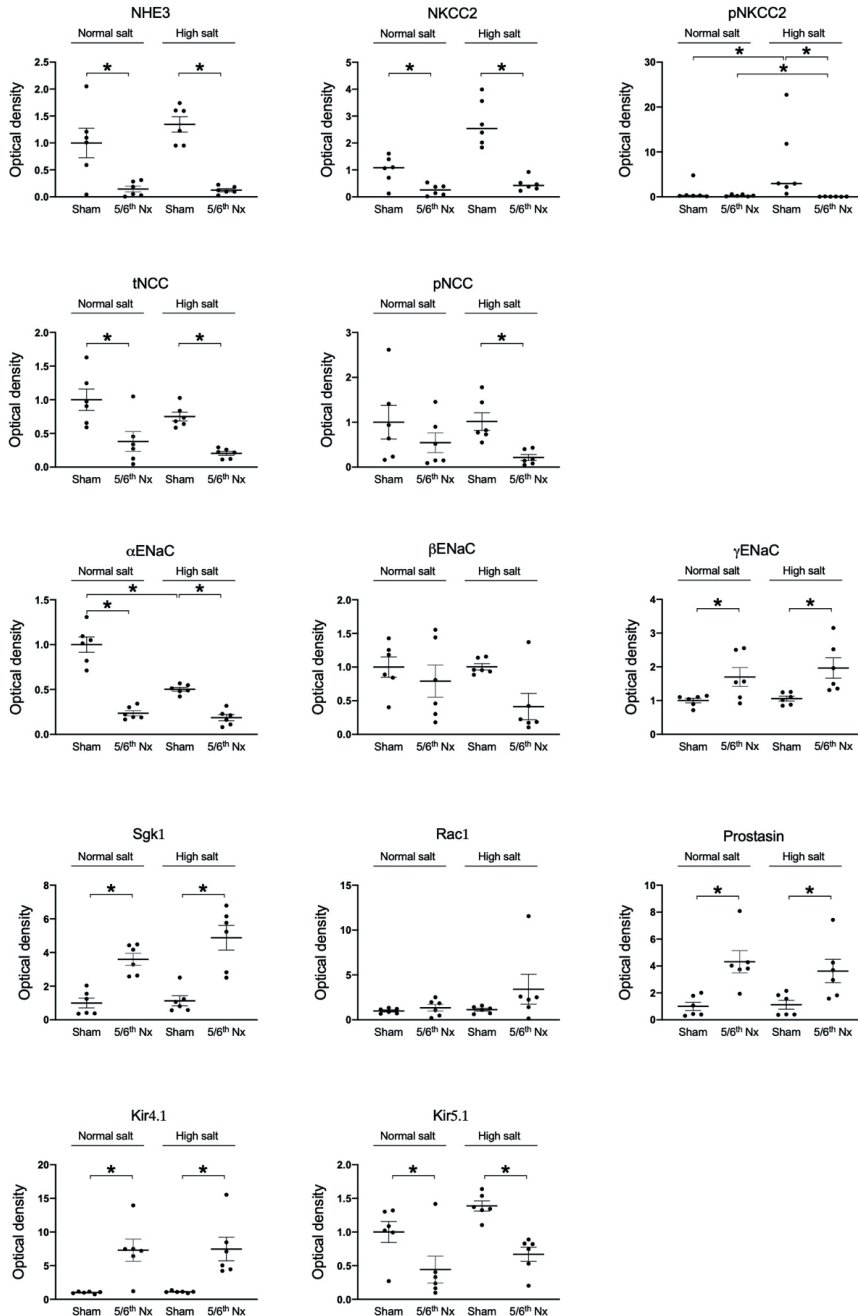 NHE3
Normal salt High salt
* *
Optical density
2.5
2.0
1.5
1.0
0.5
0.0
Sham 5/6th Nx Sham 5/6th Nx
NKCC2
Normal salt High salt
* *
Optical density
5
4
3
2
1
0
Sham 5/6th Nx Sham 5/6th Nx
pNKCC2
Normal salt High salt
* *
*
Optical density
30
20
10
0
Sham 5/6th Nx Sham 5/6th Nx
tNCC
Normal salt High salt
* *
Optical density
2.0
1.5
1.0
0.5
0.0
Sham 5/6th Nx Sham 5/6th Nx
pNCC
Normal salt High salt
*
Optical density
3
2
1
0
Sham 5/6th Nx Sham 5/6th Nx
αENaC
Normal salt High salt
* *
*
Optical density
1.5
1.0
0.5
0.0
Sham 5/6th Nx Sham 5/6th Nx
βENaC
Normal salt High salt
Optical density
2.0
1.5
1.0
0.5
0.0
Sham 5/6th Nx Sham 5/6th Nx
γENaC
Normal salt High salt
* *
Optical density
4
3
2
1
0
Sham 5/6th Nx Sham 5/6th Nx
Sgk1
Normal salt High salt
* *
Optical density
8
6
4
2
0
Sham 5/6th Nx Sham 5/6th Nx
Rac1
Normal salt High salt
Optical density
15
10
5
0
Sham 5/6th Nx Sham 5/6th Nx
Prostasin
Normal salt High salt
* *
Optical density
10
8
6
4
2
0
Sham 5/6th Nx Sham 5/6th Nx
Kir4.1
Normal salt High salt
* *
Optical density
20
15
10
5
0
Sham 5/6th Nx Sham 5/6th Nx
Kir5.1
Normal salt High salt
* *
Optical density
2.0
1.5
1.0
0.5
0.0
Sham 5/6th Nx Sham 5/6th Nx